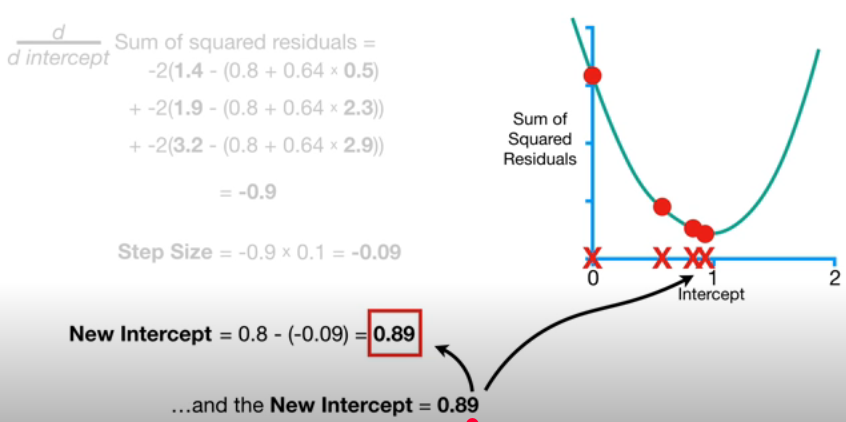 d
d intercept
Sum of squared residuals =
-2(1.4 - (0.8 + 0.64 × 0.5)
+ -2(1.9 - (0.8 + 0.64 × 2.3))
+ -2(3.2 - (0.8 + 0.64 × 2.9))
= -0.9
Step Size = -0.9 × 0.1 = -0.09
New Intercept = 0.8 - (-0.09) = 0.89
...and the New Intercept = 0.89
Sum of
Squared
Residuals
X X X X
0 1 2
Intercept